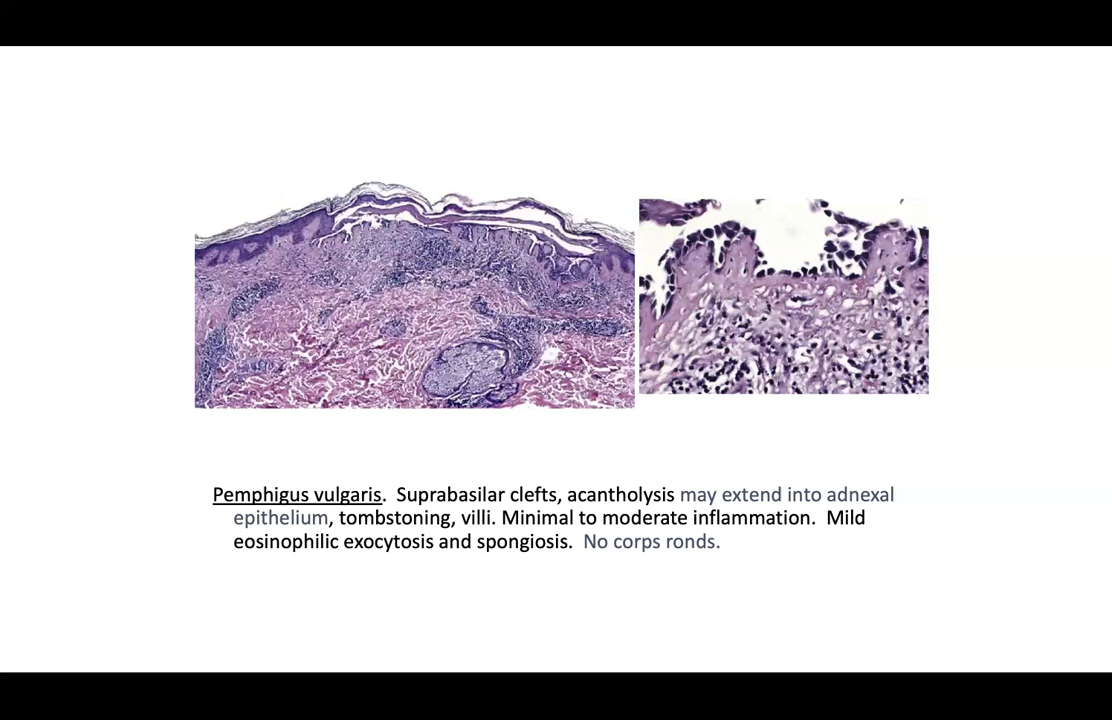 Pemphigus vulgaris.  Suprabasilar clefts, acantholysis may extend into adnexal
epithelium, tombstoning, villi. Minimal to moderate inflammation.  Mild
eosinophilic exocytosis and spongiosis.  No corps ronds.